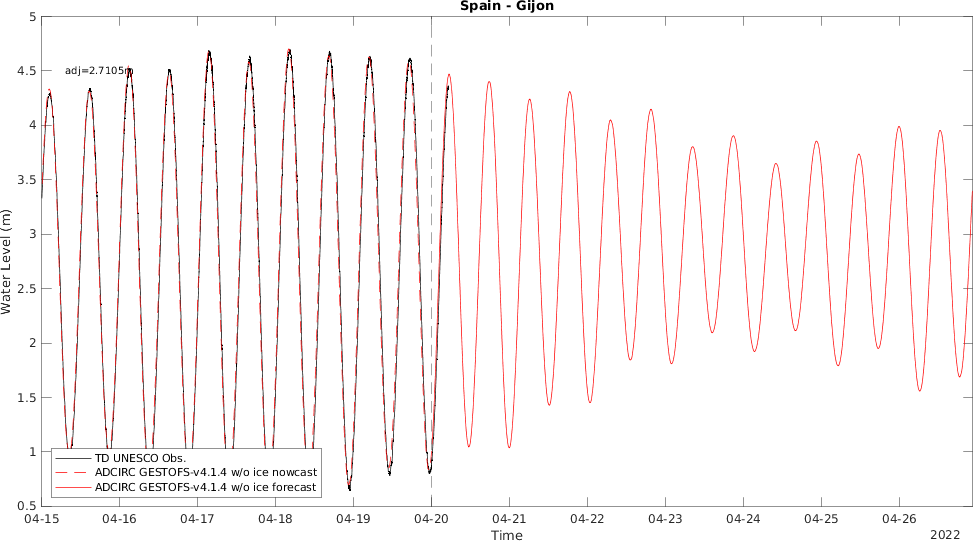 Spain - Gijon
5
4.5
4
3.5
3
2.5
2
1.5
1
0.5
Water Level (m)
adj=2.7105m
TD UNESCO Obs.
ADCIRC GESTOFS-v4.1.4 w/o ice nowcast
ADCIRC GESTOFS-v4.1.4 w/o ice forecast
04-15 04-16 04-17 04-18 04-19 04-20 04-21 04-22 04-23 04-24 04-25 04-26
Time
2022